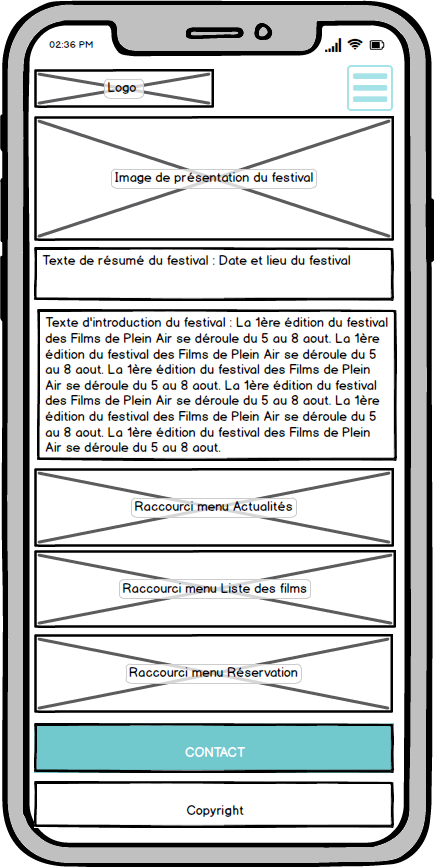 02:36 PM
Logo
Image de présentation du festival
Texte de résumé du festival : Date et lieu du festival
Texte d'introduction du festival : La 1ère édition du festival
des Films de Plein Air se déroule du 5 au 8 aout. La 1ère
édition du festival des Films de Plein Air se déroule du 5
au 8 aout. La 1ère édition du festival des Films de Plein
Air se déroule du 5 au 8 aout. La 1ère édition du festival
des Films de Plein Air se déroule du 5 au 8 aout. La 1ère
édition du festival des Films de Plein Air se déroule du 5
au 8 aout. La 1ère édition du festival des Films de Plein
Air se déroule du 5 au 8 aout.
Raccourci menu Actualités
Raccourci menu Liste des films
Raccourci menu Réservation
CONTACT
Copyright